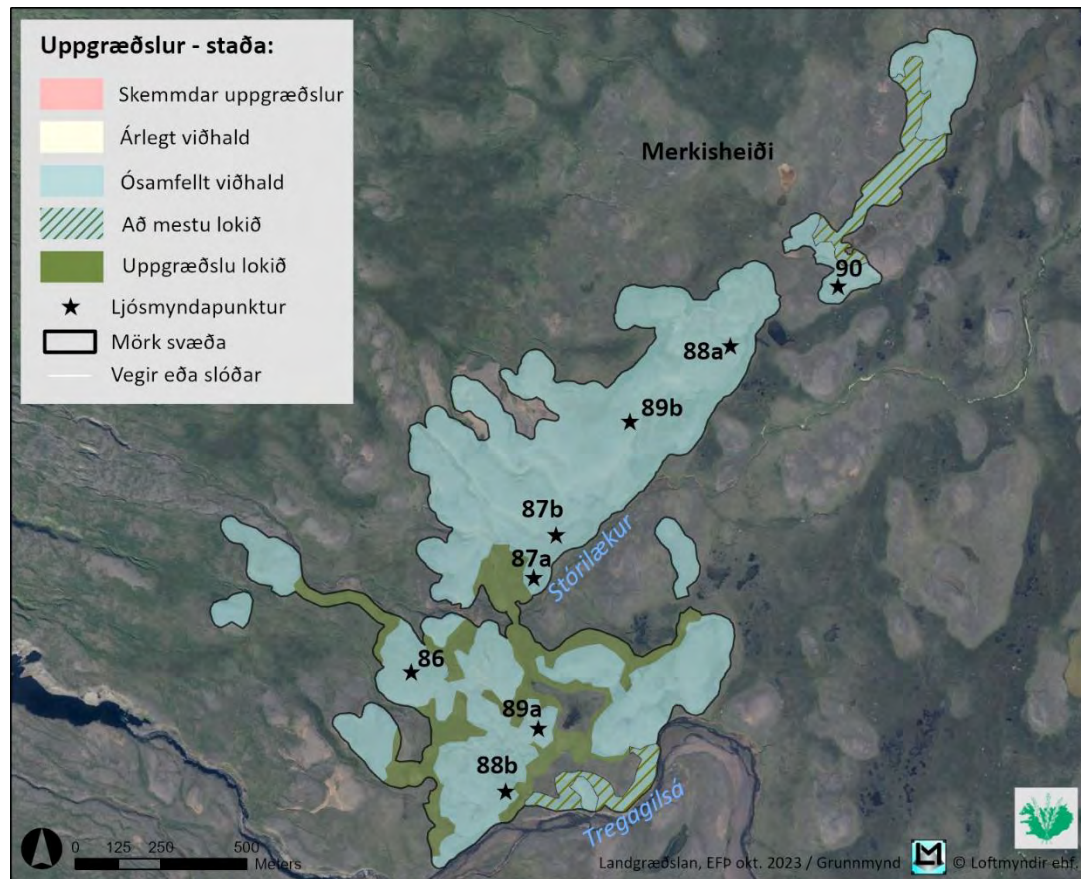 Uppgræðslur - staða:
Skemmdar uppgræðslur
Árlegt viðhald
Ósamfellt viðhald
Að mestu lokið
Uppgræðslu lokið
Ljósmyndapunktur
Mörk svæða
Vegir eða slóðar
Merkisheiði
90
88a
89b
87b
87a
Stórilækur
86
89a
88b
Tregagilsá
0 125 250 500
Meters
Landgræðslan, EFÞ okt. 2023 / Grunnmynd M © Loftmyndir ehf.